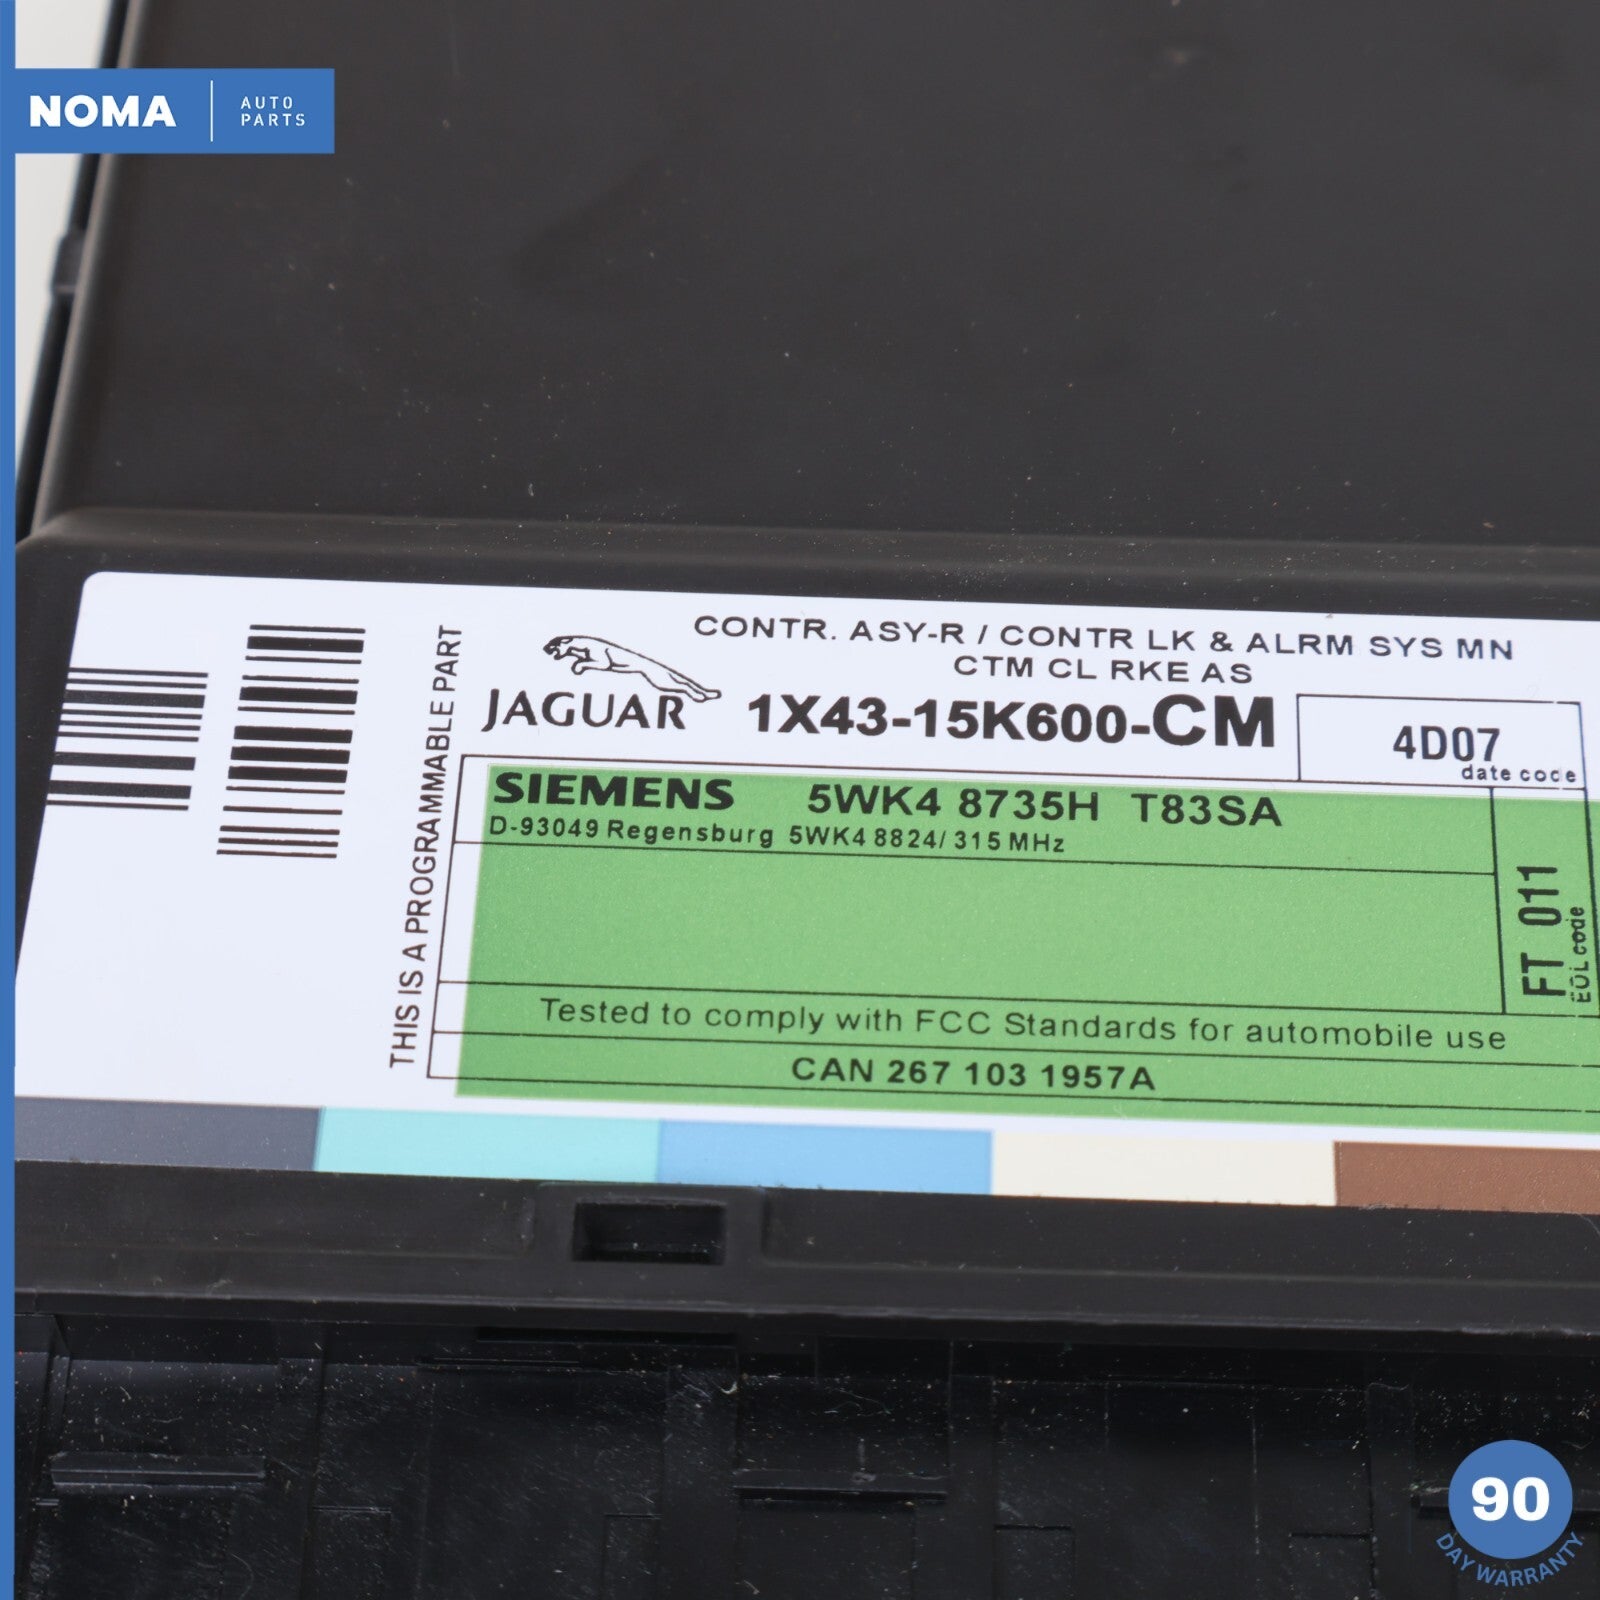 NOMA
AUTO
PARTS
CONTR. ASY-R / CONTR LK & ALRM SYS MN
CTM CL RKE AS
JAGUAR
1X43-15K600-CM
4D07
date code
THIS IS A PROGRAMMABLE PART
SIEMENS 5WK4 8735H T83SA
D-93049 Regensburg 5WK4 8824/ 315 MHz
FT 011
EOL code
Tested to comply with FCC Standards for automobile use
CAN 267 103 1957A
90
DAY WARRANTY